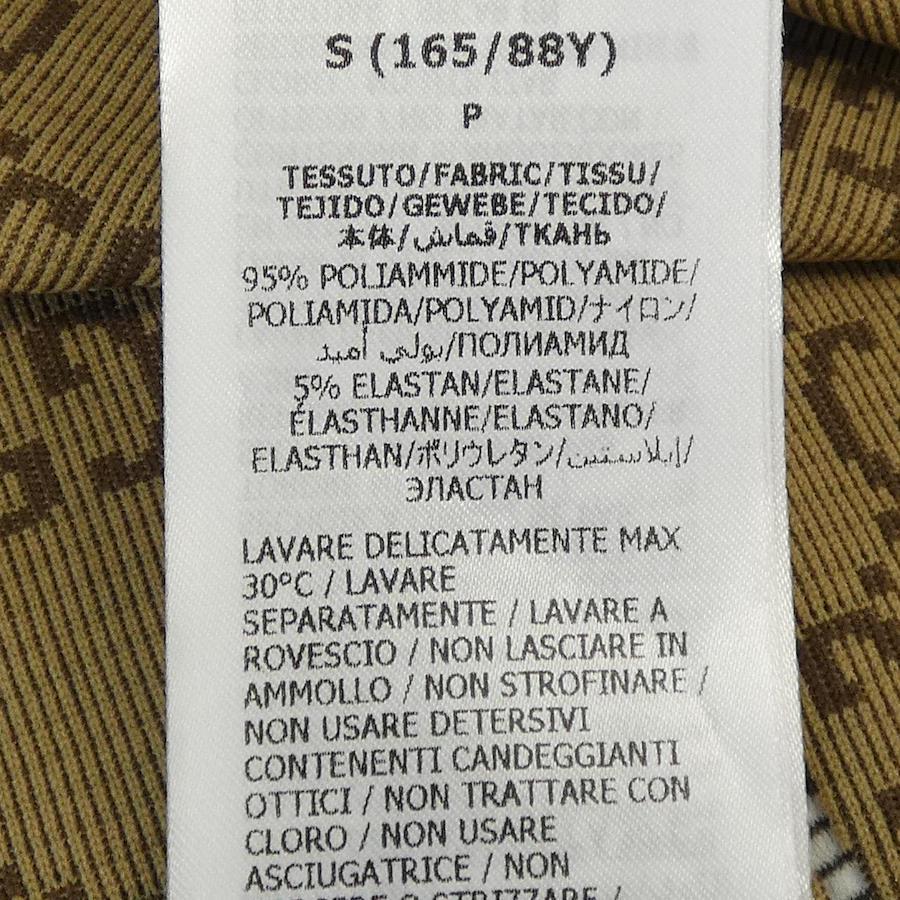 S (165/88Y)
P
TESSUTO/FABRIC/TISSU/
TEJIDO/GEWEBE/TECIDO/
本体/قماش/ТКАНЬ
95% POLIAMMIDE/POLYAMIDE/
POLIAMIDA/POLYAMID/ナイロン/
بولي أميد/ПОЛИАМИД
5% ELASTAN/ELASTANE/
ÉLASTHANNE/ELASTANO/
ELASTHAN/ポリウレタン/إيلاستين/
ЭЛАСТАН
LAVARE DELICATAMENTE MAX
30°C / LAVARE
SEPARATAMENTE / LAVARE A
ROVESCIO / NON LASCIARE IN
AMMOLLO / NON STROFINARE /
NON USARE DETERSIVI
CONTENENTI CANDEGGIANTI
OTTICI / NON TRATTARE CON
CLORO / NON USARE
ASCIUGATRICE / NON
O STRIZZARE /